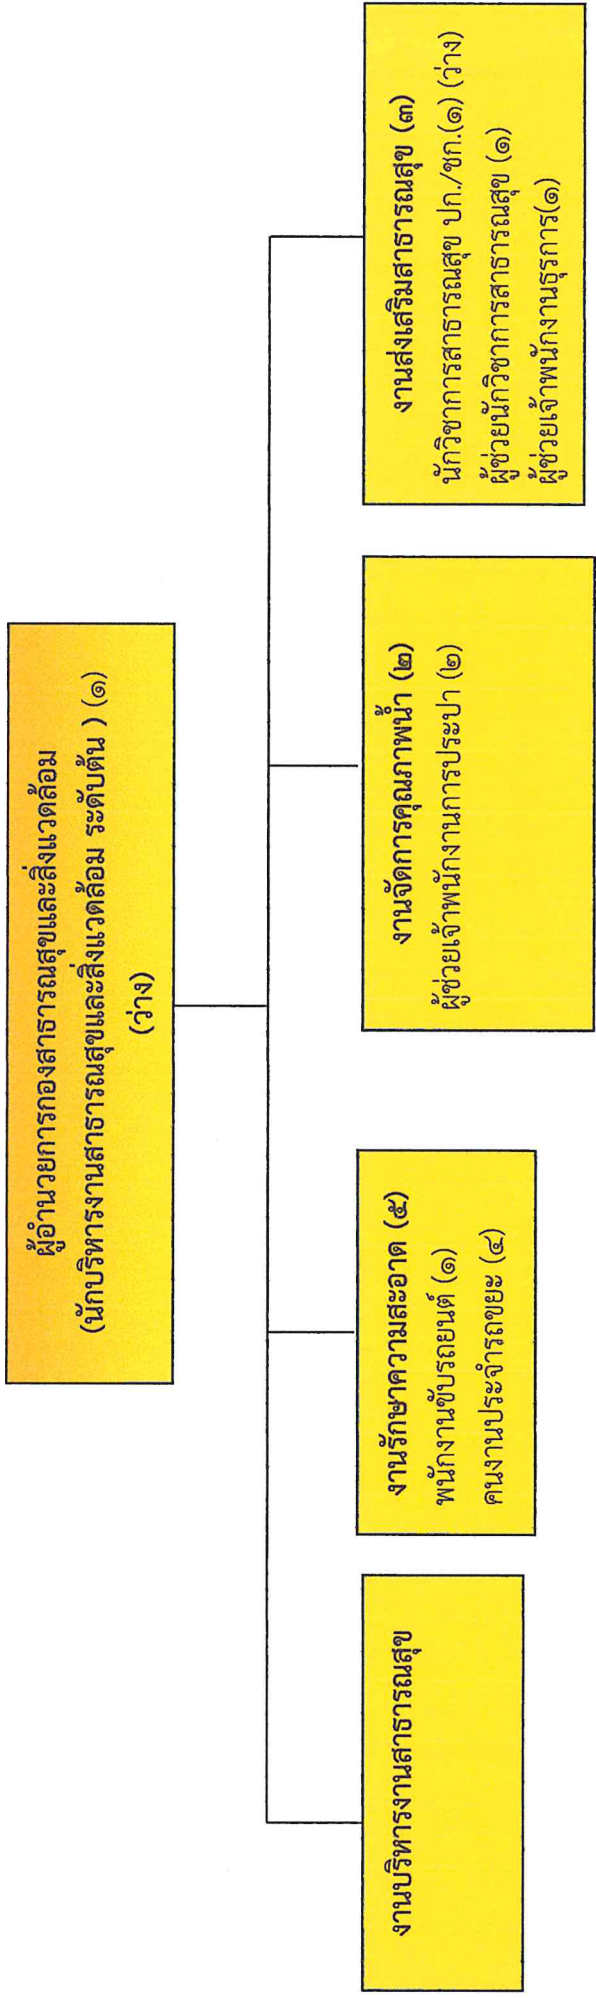 ผู้อำนวยการกองสาธารณสุขและสิ่งแวดล้อม
(นักบริหารงานสาธารณสุขและสิ่งแวดล้อม ระดับต้น ) (๑)
(ว่าง)
งานบริหารงานสาธารณสุข
งานรักษาความสะอาด (๕)
พนักงานขับรถยนต์ (๑)
คนงานประจำรถขยะ (๔)
งานจัดการคุณภาพน้ำ (๒)
ผู้ช่วยเจ้าพนักงานการประปา (๒)
งานส่งเสริมสาธารณสุข (๓)
นักวิชาการสาธารณสุข ปก./ชก.(๑) (ว่าง)
ผู้ช่วยนักวิชาการสาธารณสุข (๑)
ผู้ช่วยเจ้าพนักงานธุรการ(๑)